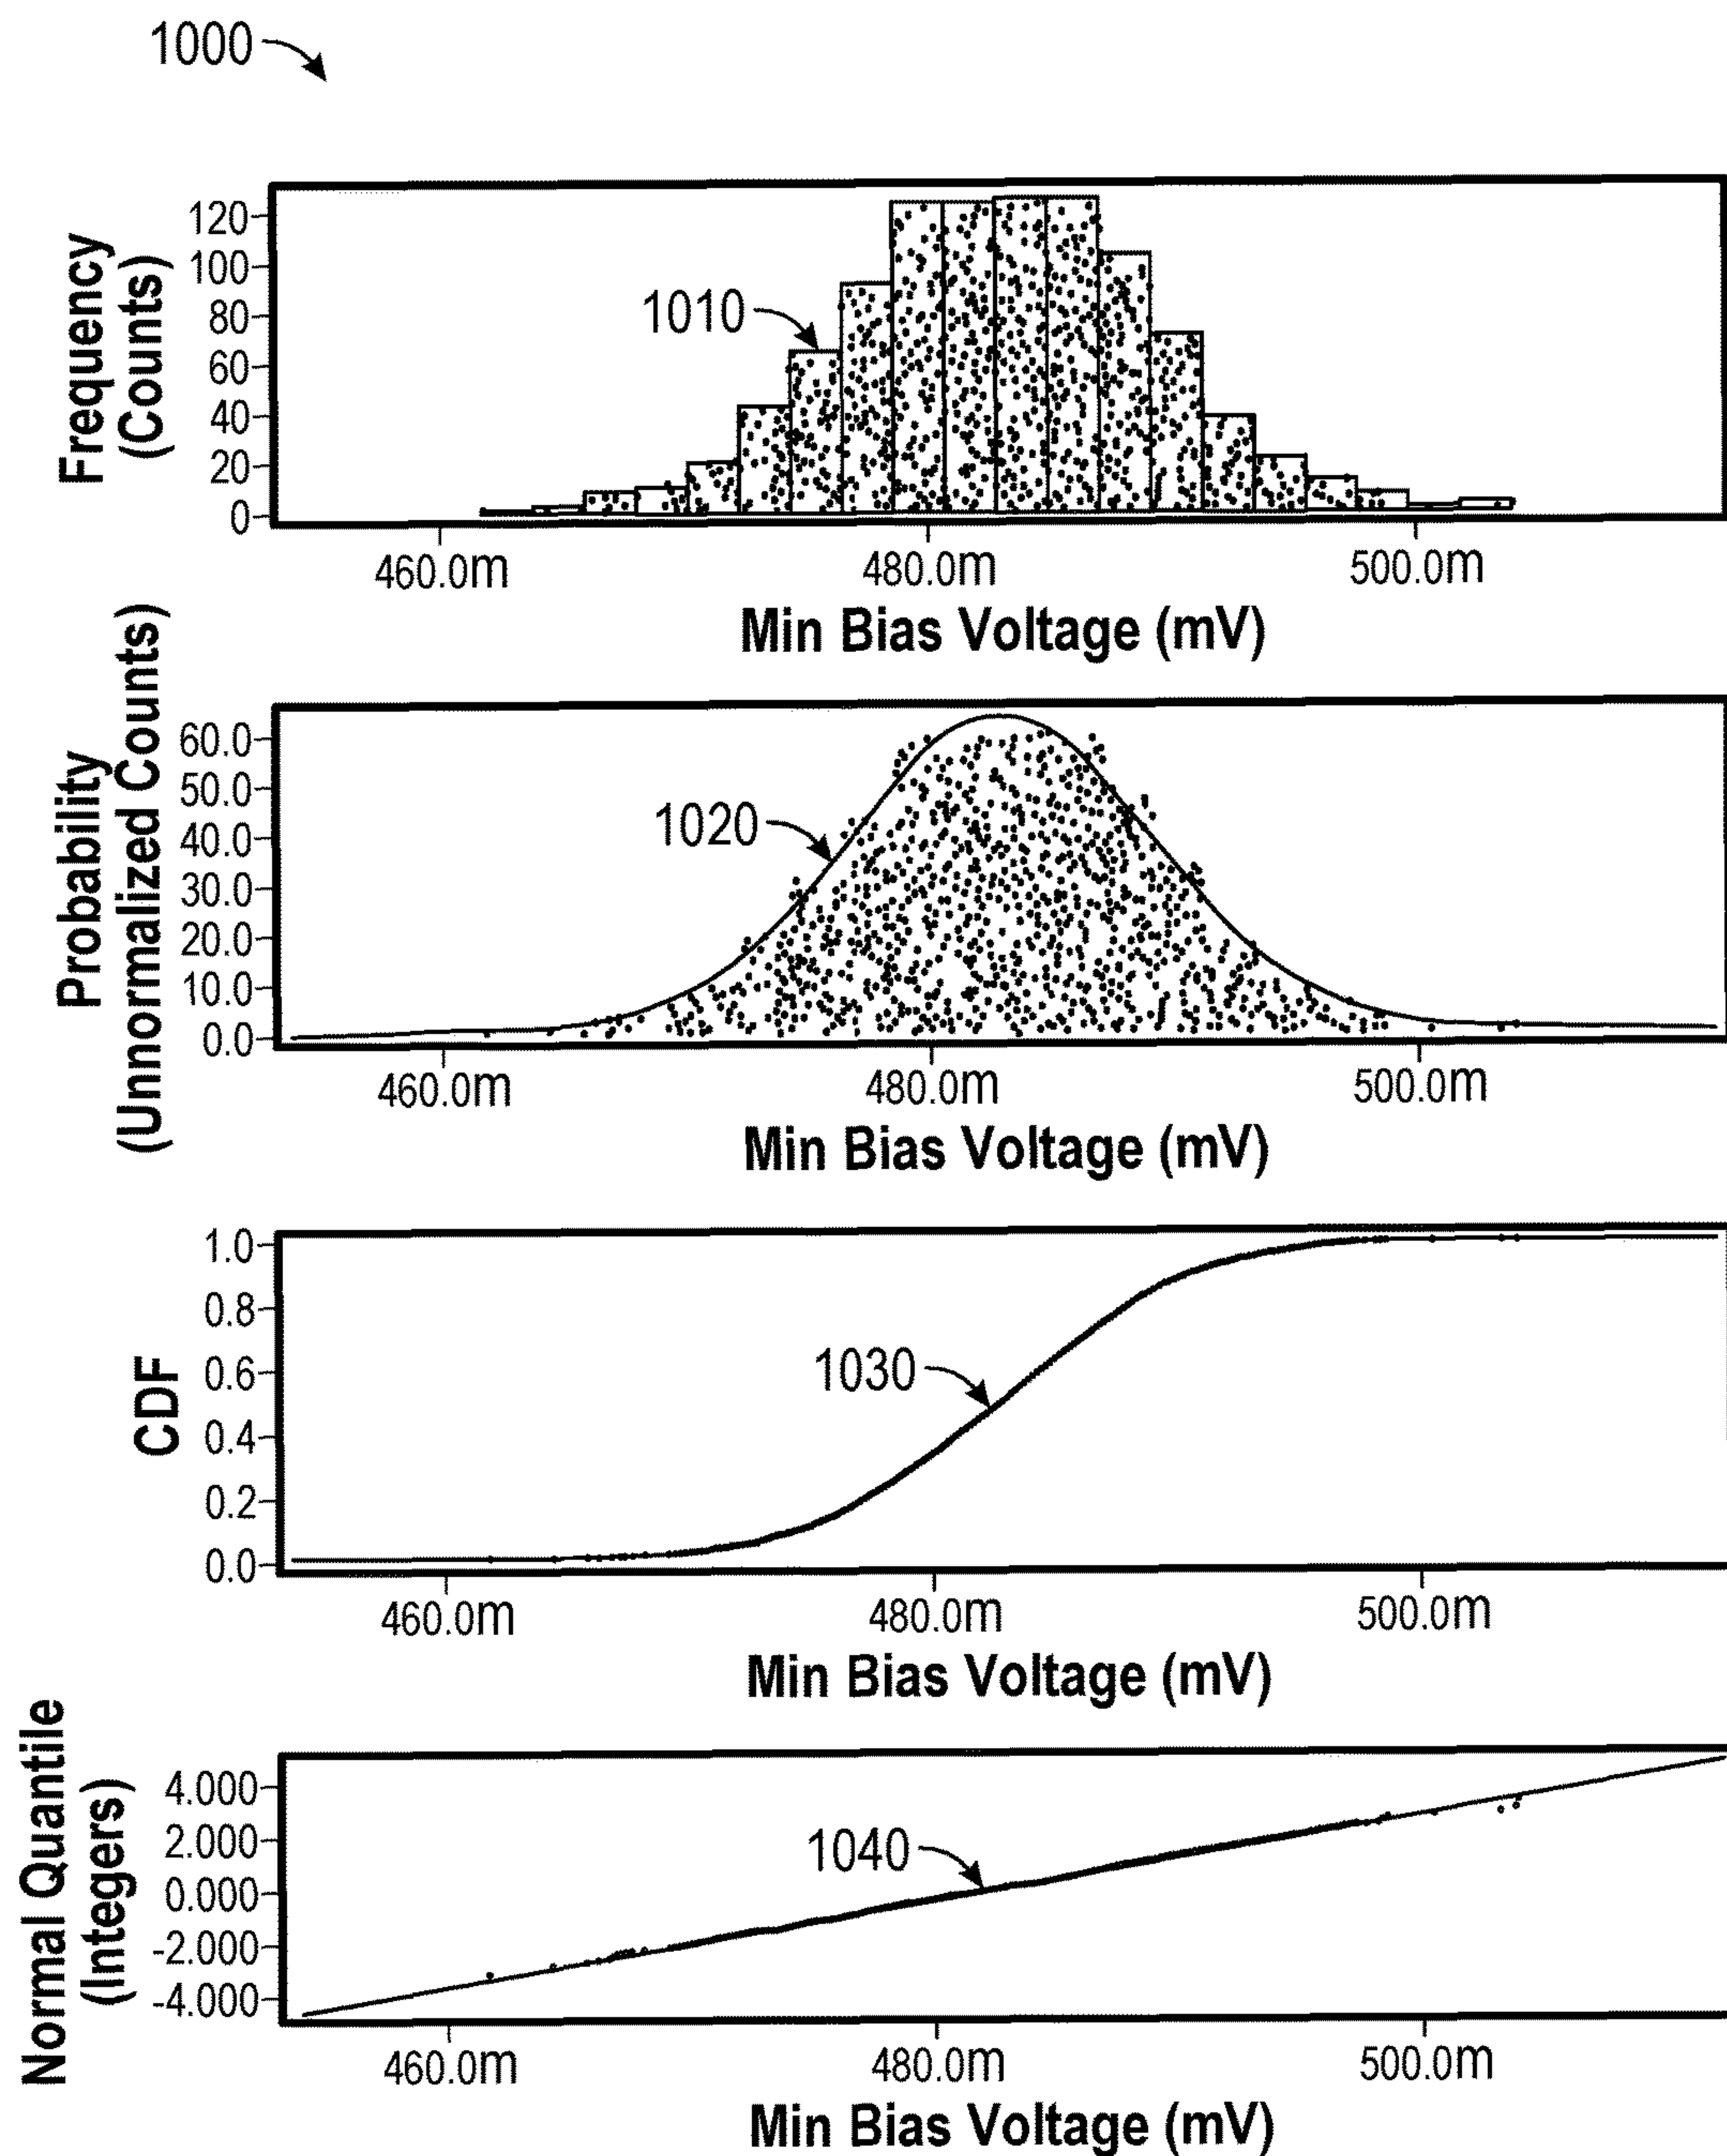 1000
Frequency
(Counts)
120
100
80
60
40
20
0
1010
460.0m
480.0m
500.0m
Min Bias Voltage (mV)
Probability
(Unnormalized Counts)
60.0
50.0
40.0
30.0
20.0
10.0
0.0
1020
460.0m
480.0m
500.0m
Min Bias Voltage (mV)
CDF
1.0
0.8
0.6
0.4
0.2
0.0
1030
460.0m
480.0m
500.0m
Min Bias Voltage (mV)
Normal Quantile
(Integers)
4.000
2.000
0.000
-2.000
-4.000
1040
460.0m
480.0m
500.0m
Min Bias Voltage (mV)